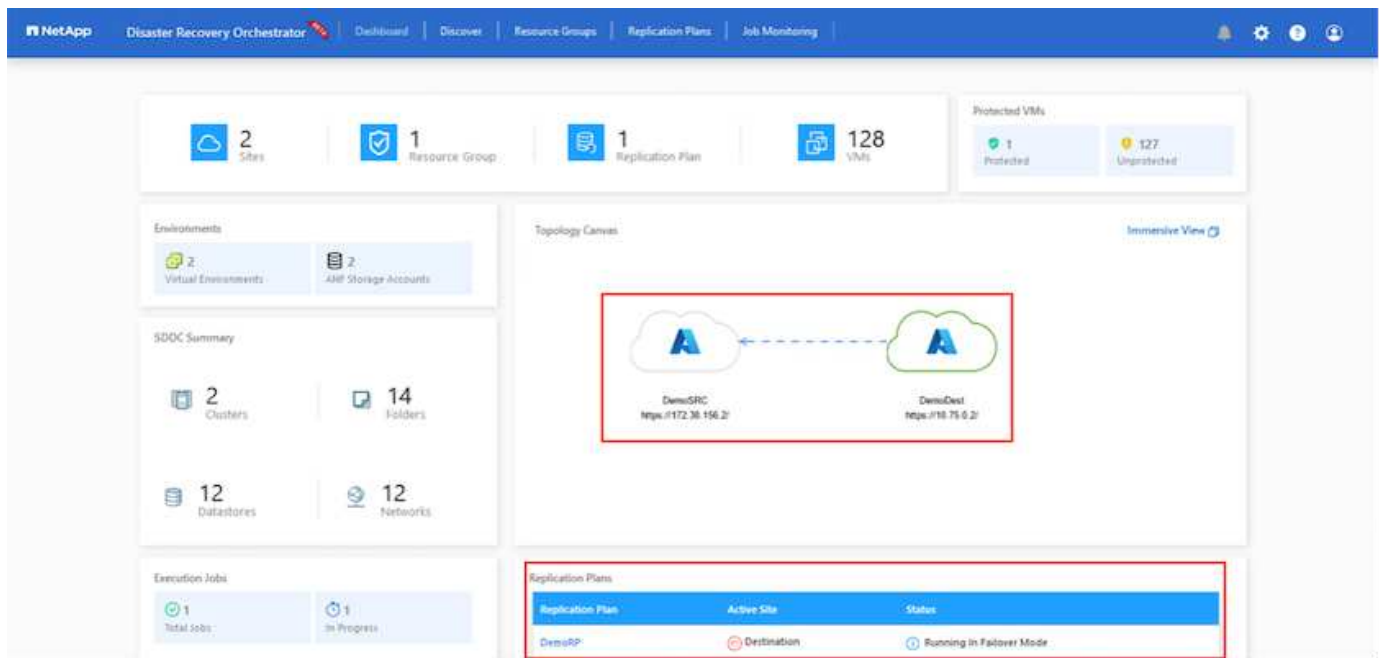 NetApp Disaster Recovery Orchestrator Dashboard Discover Resource Groups Replication Plans Job Monitoring
2
Sites
1
Resource Group
1
Replication Plan
128
VMs
Protected VMs
1
Protected
127
Unprotected
Environments
2
Virtual Environments
2
ANF Storage Accounts
Topology Canvas
Immersive View
DemoSRC
https://172.30.156.2/
DemoDest
https://10.75.0.2/
SDDC Summary
2
Clusters
14
Folders
12
Datastores
12
Networks
Execution Jobs
1
Total Jobs
1
In Progress
Replication Plans
Replication Plan Active Site Status
DemoRP Destination Running In Failover Mode